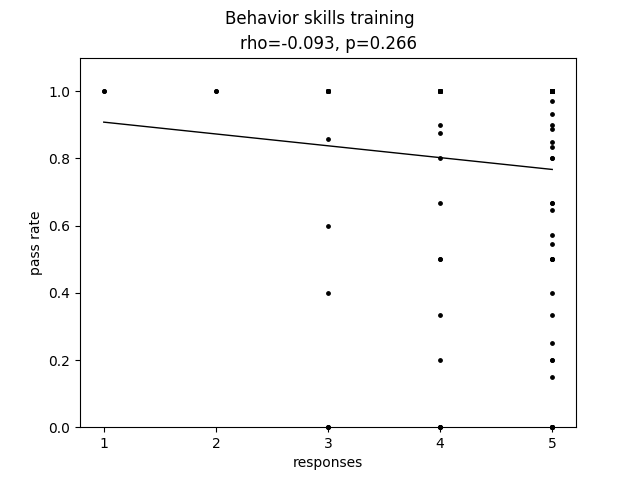 Behavior skills training
rho=-0.093, p=0.266
pass rate
1.0
0.8
0.6
0.4
0.2
0.0
1 2 3 4 5
responses